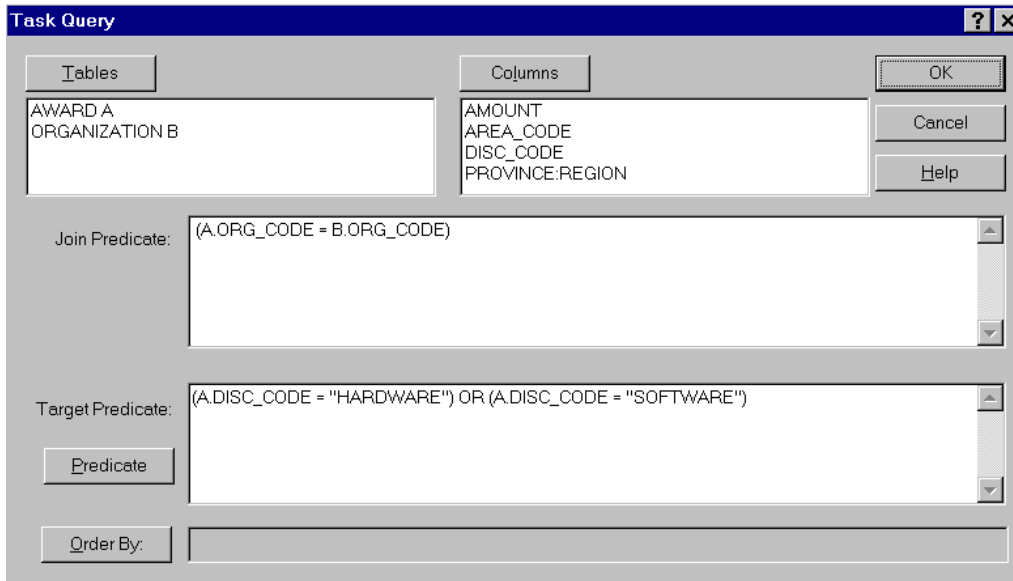 Task Query
Tables
Columns
OK
AWARD A
ORGANIZATION B
AMOUNT
AREA_CODE
DISC_CODE
PROVINCE:REGION
Cancel
Help
Join Predicate:
(A.ORG_CODE = B.ORG_CODE)
Target Predicate:
(A.DISC_CODE = "HARDWARE") OR (A.DISC_CODE = "SOFTWARE")
Predicate
Order By: